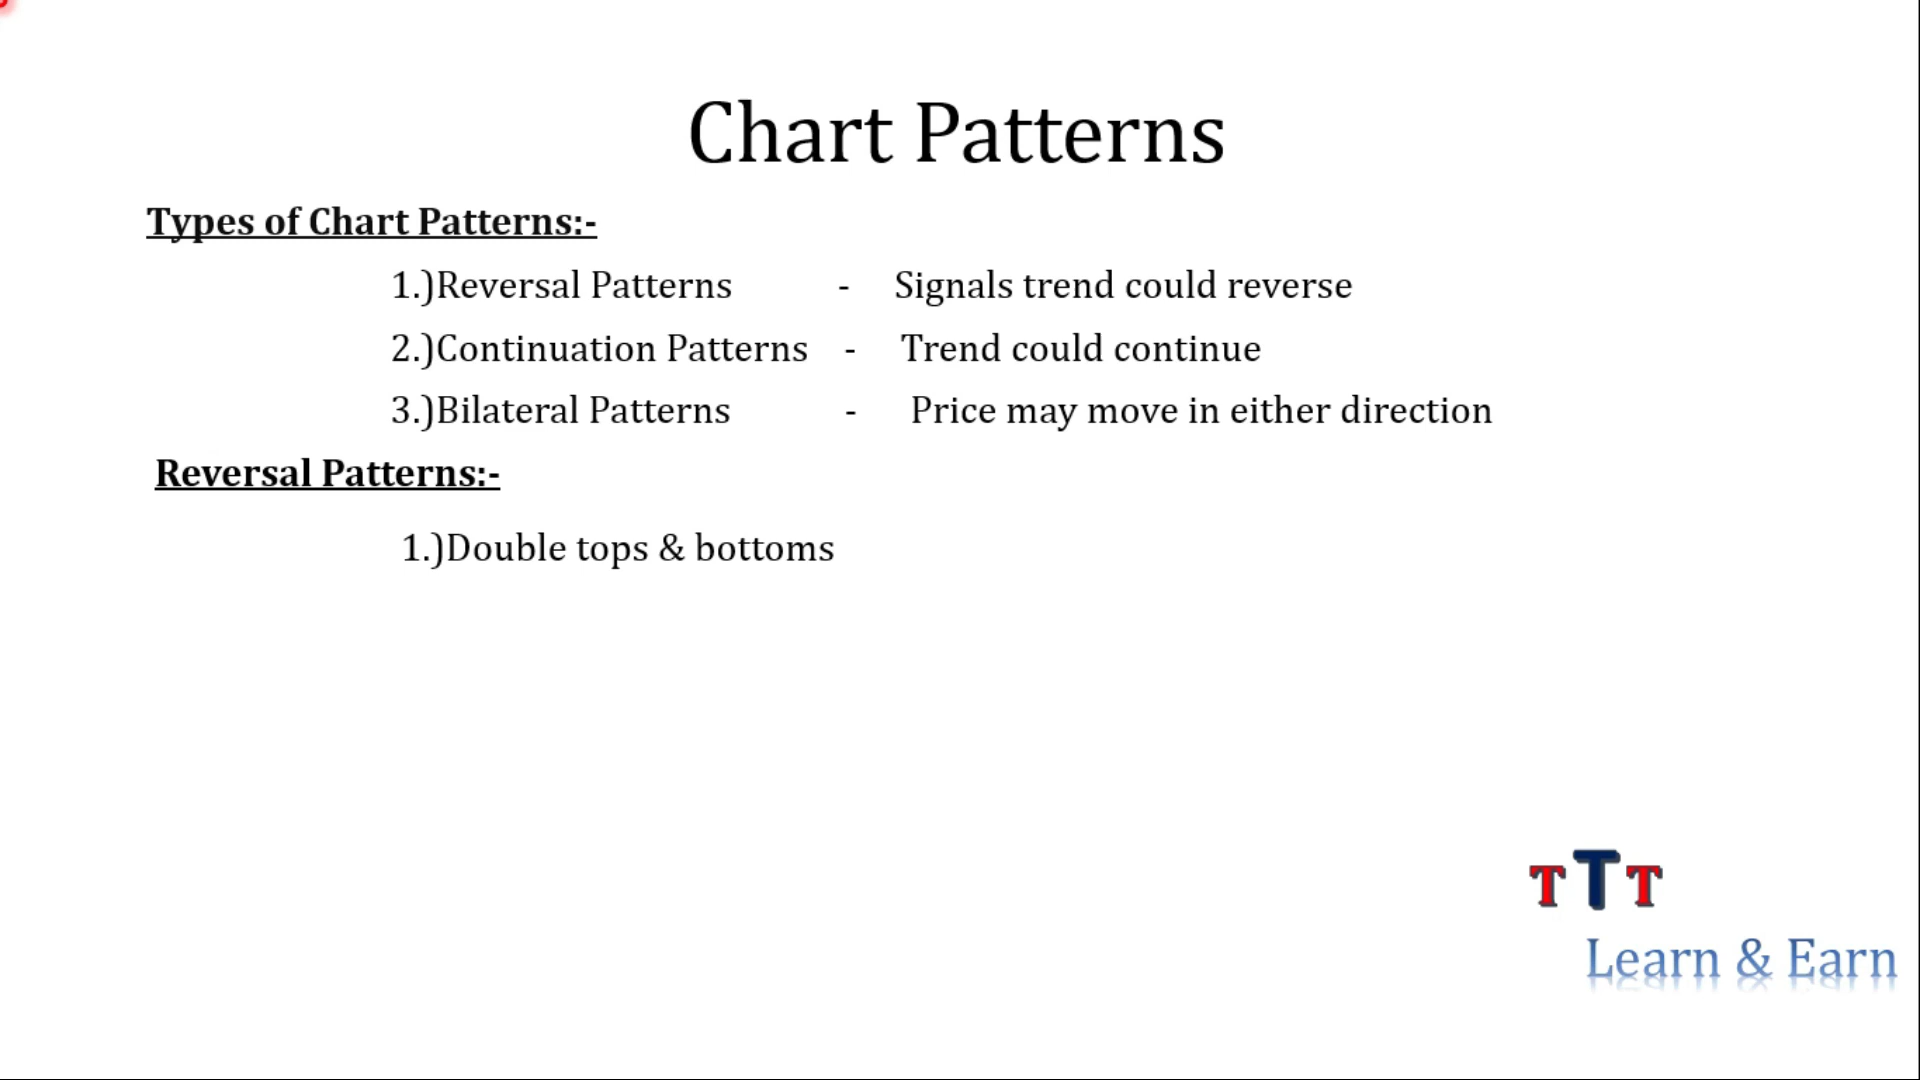 Chart Patterns
Types of Chart Patterns:-
1.)Reversal Patterns - Signals trend could reverse
2.)Continuation Patterns - Trend could continue
3.)Bilateral Patterns - Price may move in either direction
Reversal Patterns:-
1.)Double tops & bottoms
TTT
Learn & Earn